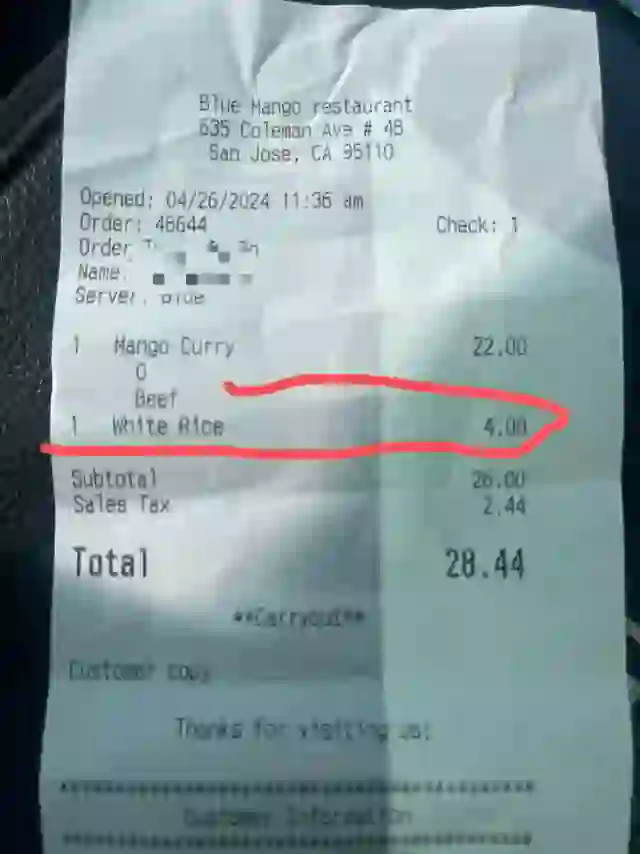 Blue Mango restaurant
635 Coleman Ave # 48
San Jose, CA 95110
Opened: 04/26/2024 11:36 am
Order: 48644 Check: 1
Order
Name:
Server: Blue
1 Mango Curry 22.00
0
Beef
1 White Rice 4.00
Subtotal 26.00
Sales Tax 2.44
Total 28.44
**Carryout**
Customer copy
Thanks for visiting us!
Customer Information